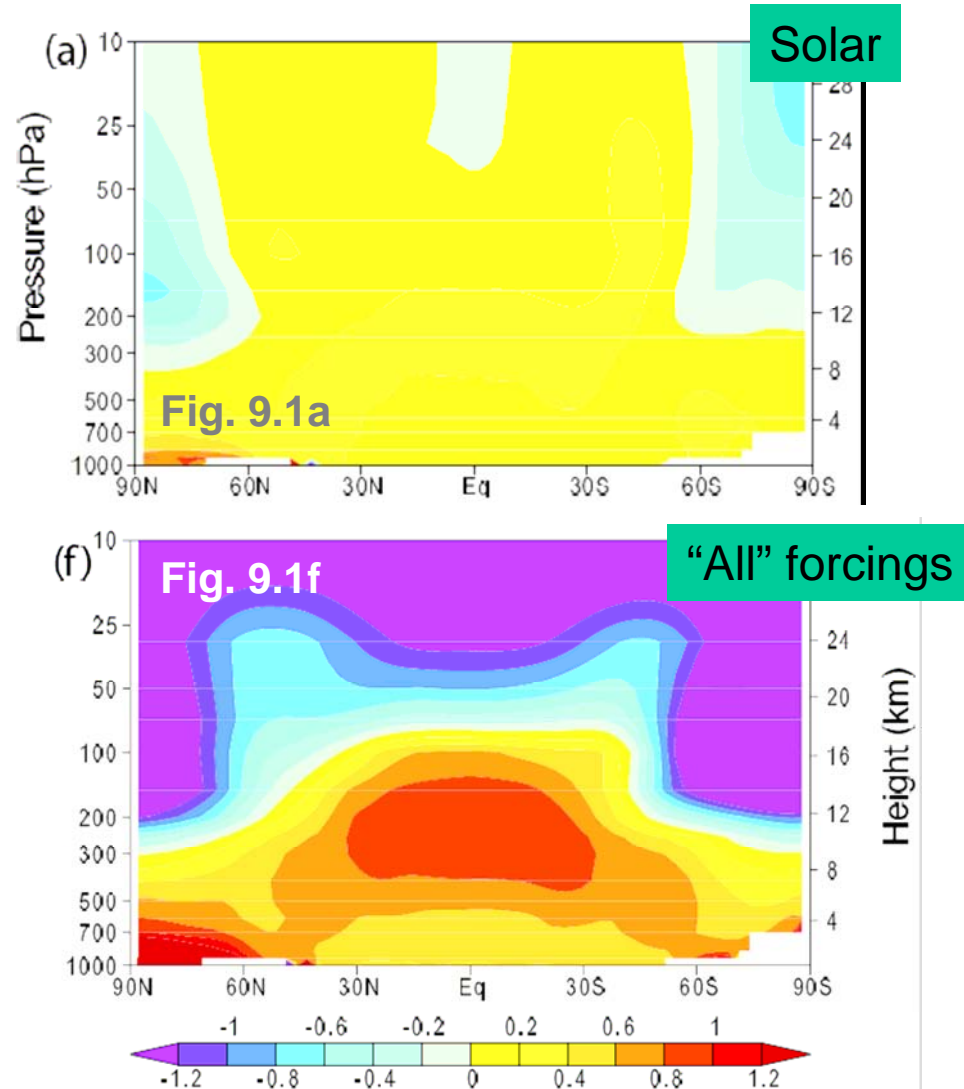 (a)
Solar
Pressure (hPa)
10
25
50
100
200
300
500
700
1000
28
24
20
16
12
8
4
Fig. 9.1a
90N 60N 30N Eq 30S 60S 90S
(f)
Fig. 9.1f
"All" forcings
10
25
50
100
200
300
500
700
1000
24
20
16
12
8
4
Height (km)
90N 60N 30N Eq 30S 60S 90S
-1 -0.6 -0.2 0.2 0.6 1
-1.2 -0.8 -0.4 0 0.4 0.8 1.2